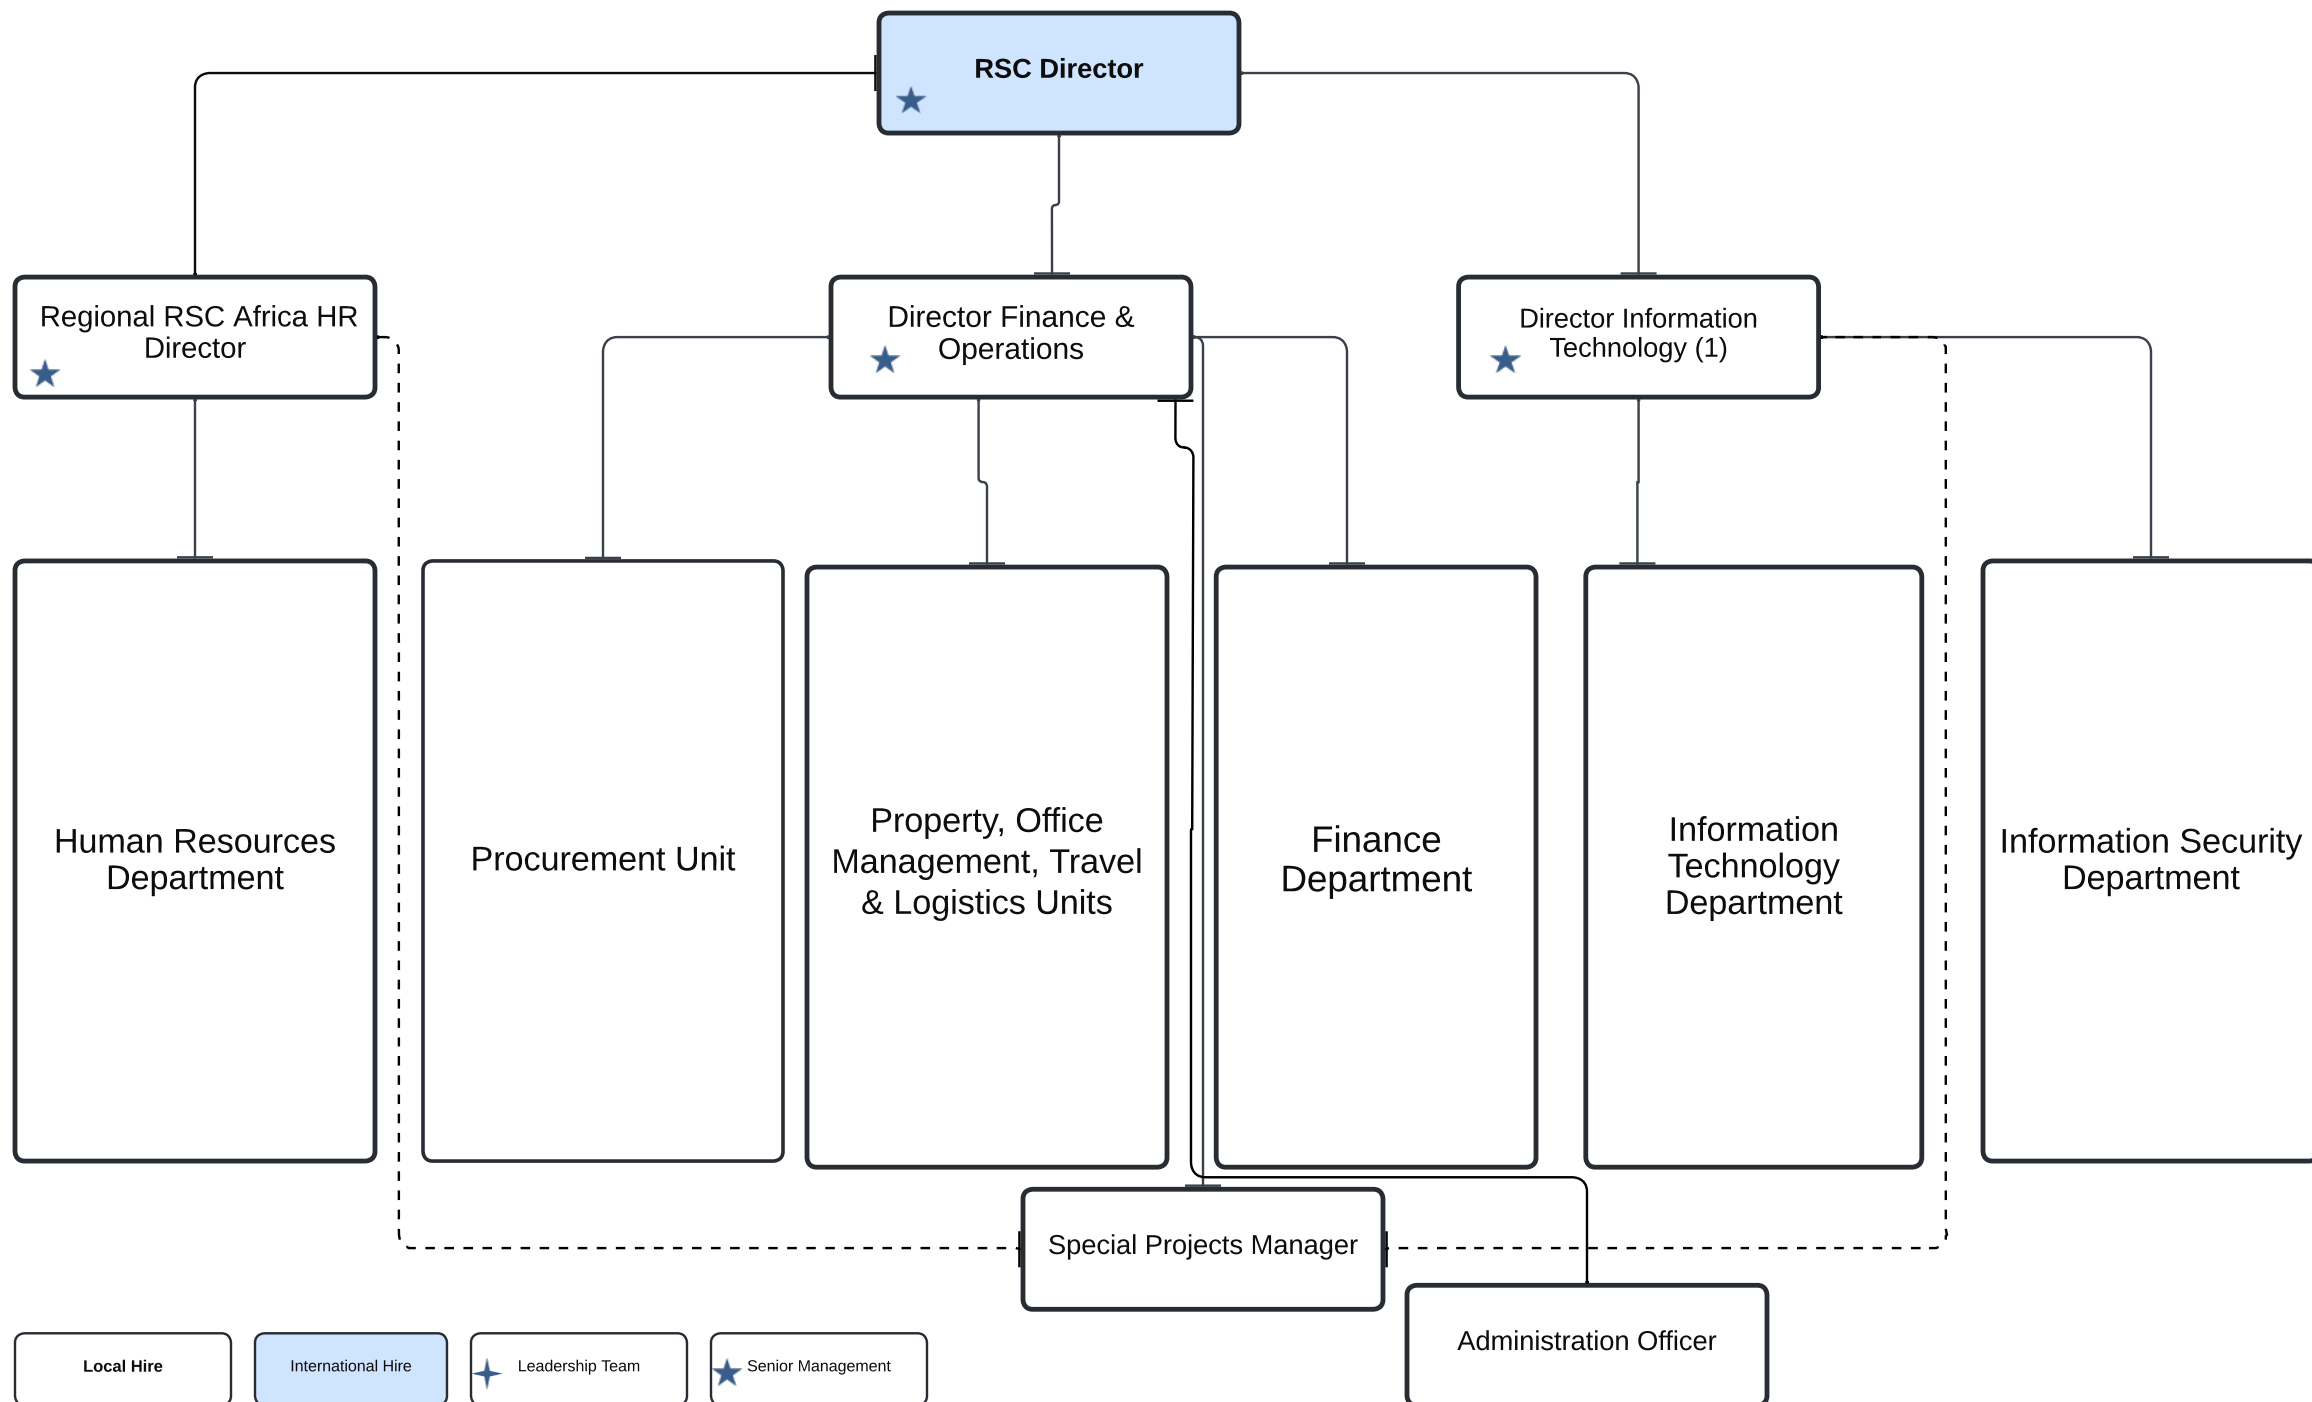 RSC Director
Regional RSC Africa HR
Director
Director Finance &
Operations
Director Information
Technology (1)
Human Resources
Department
Procurement Unit
Property, Office
Management, Travel
& Logistics Units
Finance
Department
Information
Technology
Department
Information Security
Department
Special Projects Manager
Administration Officer
Local Hire
International Hire
Leadership Team
Senior Management